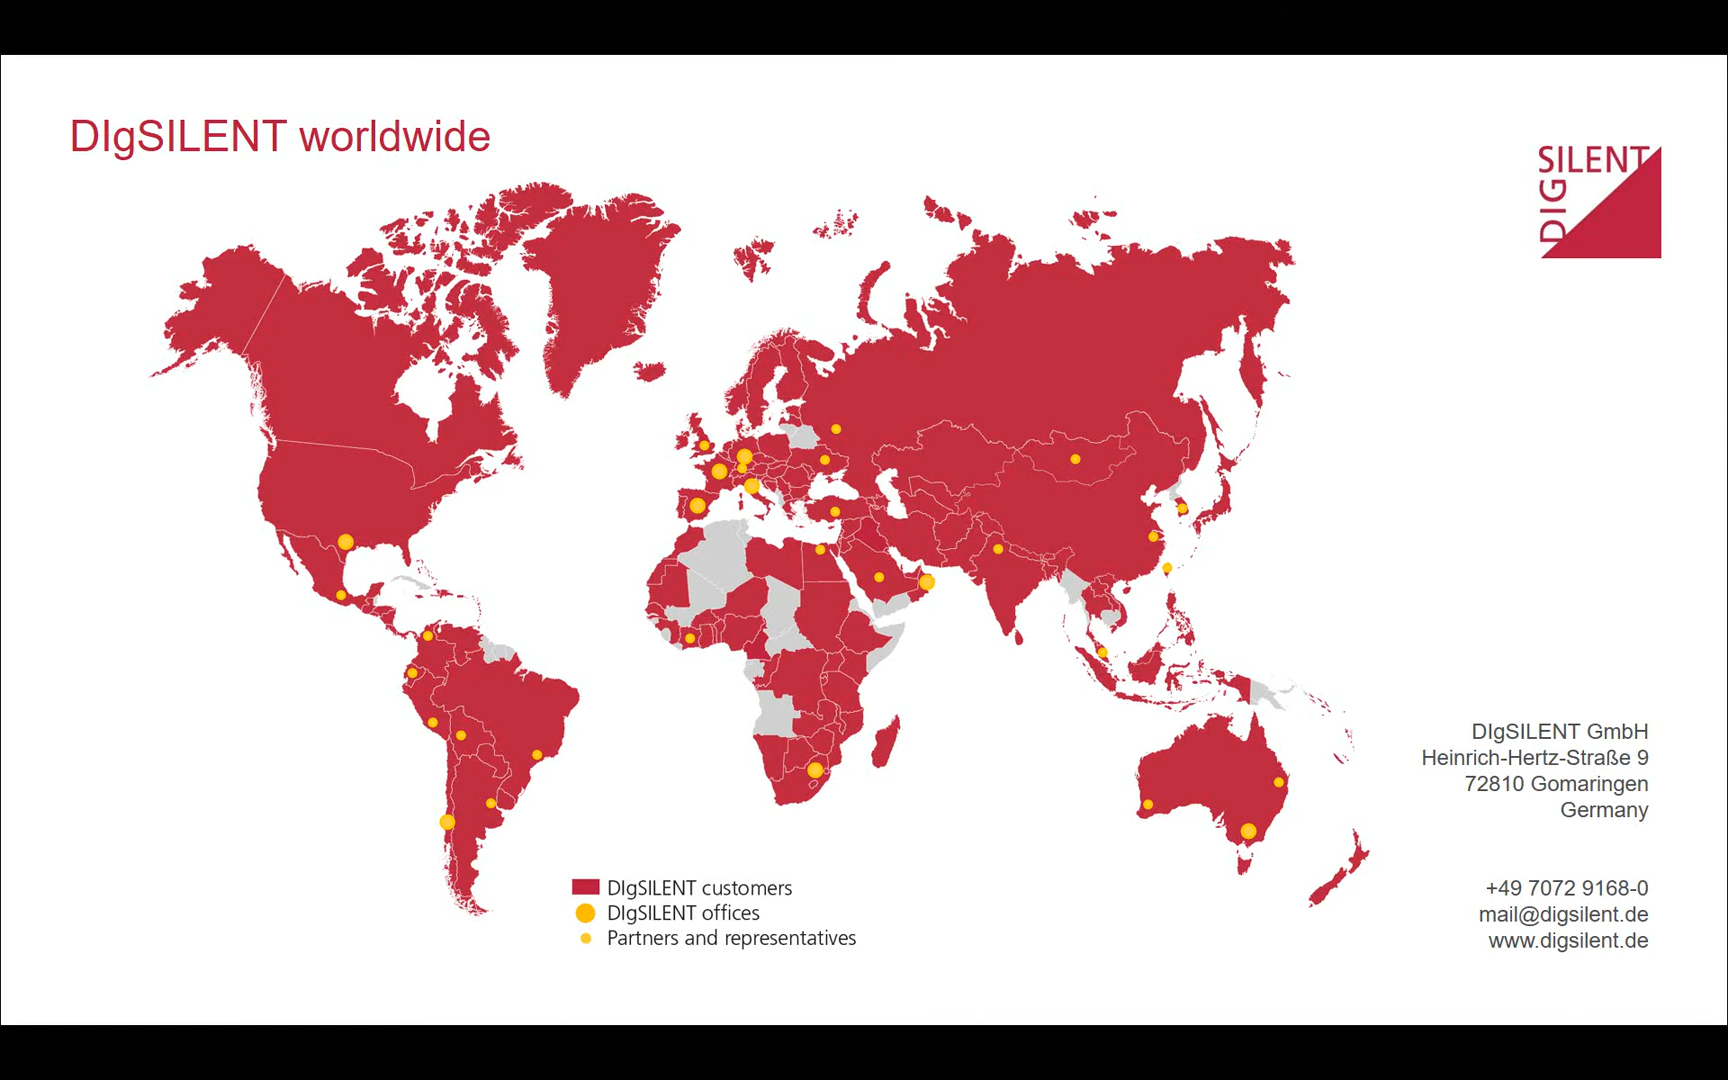 DIgSILENT worldwide
SILENT
DIG
DIgSILENT GmbH
Heinrich-Hertz-Straße 9
72810 Gomaringen
Germany
DIgSILENT customers
DIgSILENT offices
Partners and representatives
+49 7072 9168-0
mail@digsilent.de
www.digsilent.de